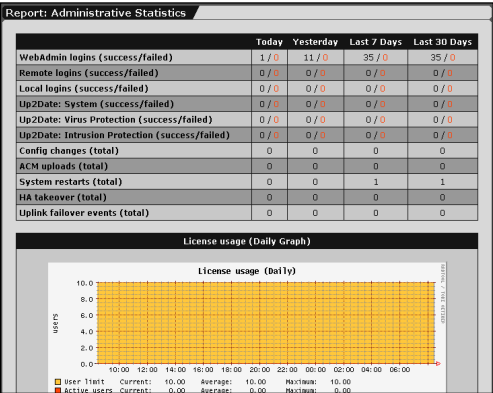 Report: Administrative Statistics
Today Yesterday Last 7 Days Last 30 Days
WebAdmin logins (success/failed) 1 / 0 11 / 0 35 / 0 35 / 0
Remote logins (success/failed) 0 / 0 0 / 0 0 / 0 0 / 0
Local logins (success/failed) 0 / 0 0 / 0 0 / 0 0 / 0
Up2Date: System (success/failed) 0 / 0 0 / 0 0 / 0 0 / 0
Up2Date: Virus Protection (success/failed) 0 / 0 0 / 0 0 / 0 0 / 0
Up2Date: Intrusion Protection (success/failed) 0 / 0 0 / 0 0 / 0 0 / 0
Config changes (total) 0 0 0 0
ACM uploads (total) 0 0 0 0
System restarts (total) 0 0 1 1
HA takeover (total) 0 0 0 0
Uplink failover events (total) 0 0 0 0
License usage (Daily Graph)
License usage (Daily)
RRDTOOL / TOBI OETIKER
users
10.0
8.0
6.0
4.0
2.0
0.0
10:00 12:00 14:00 16:00 18:00 20:00 22:00 00:00 02:00 04:00 06:00
User limit Current: 10.00 Average: 10.00 Maximum: 10.00
Active users Current: 0.00 Average: 0.00 Maximum: 0.00